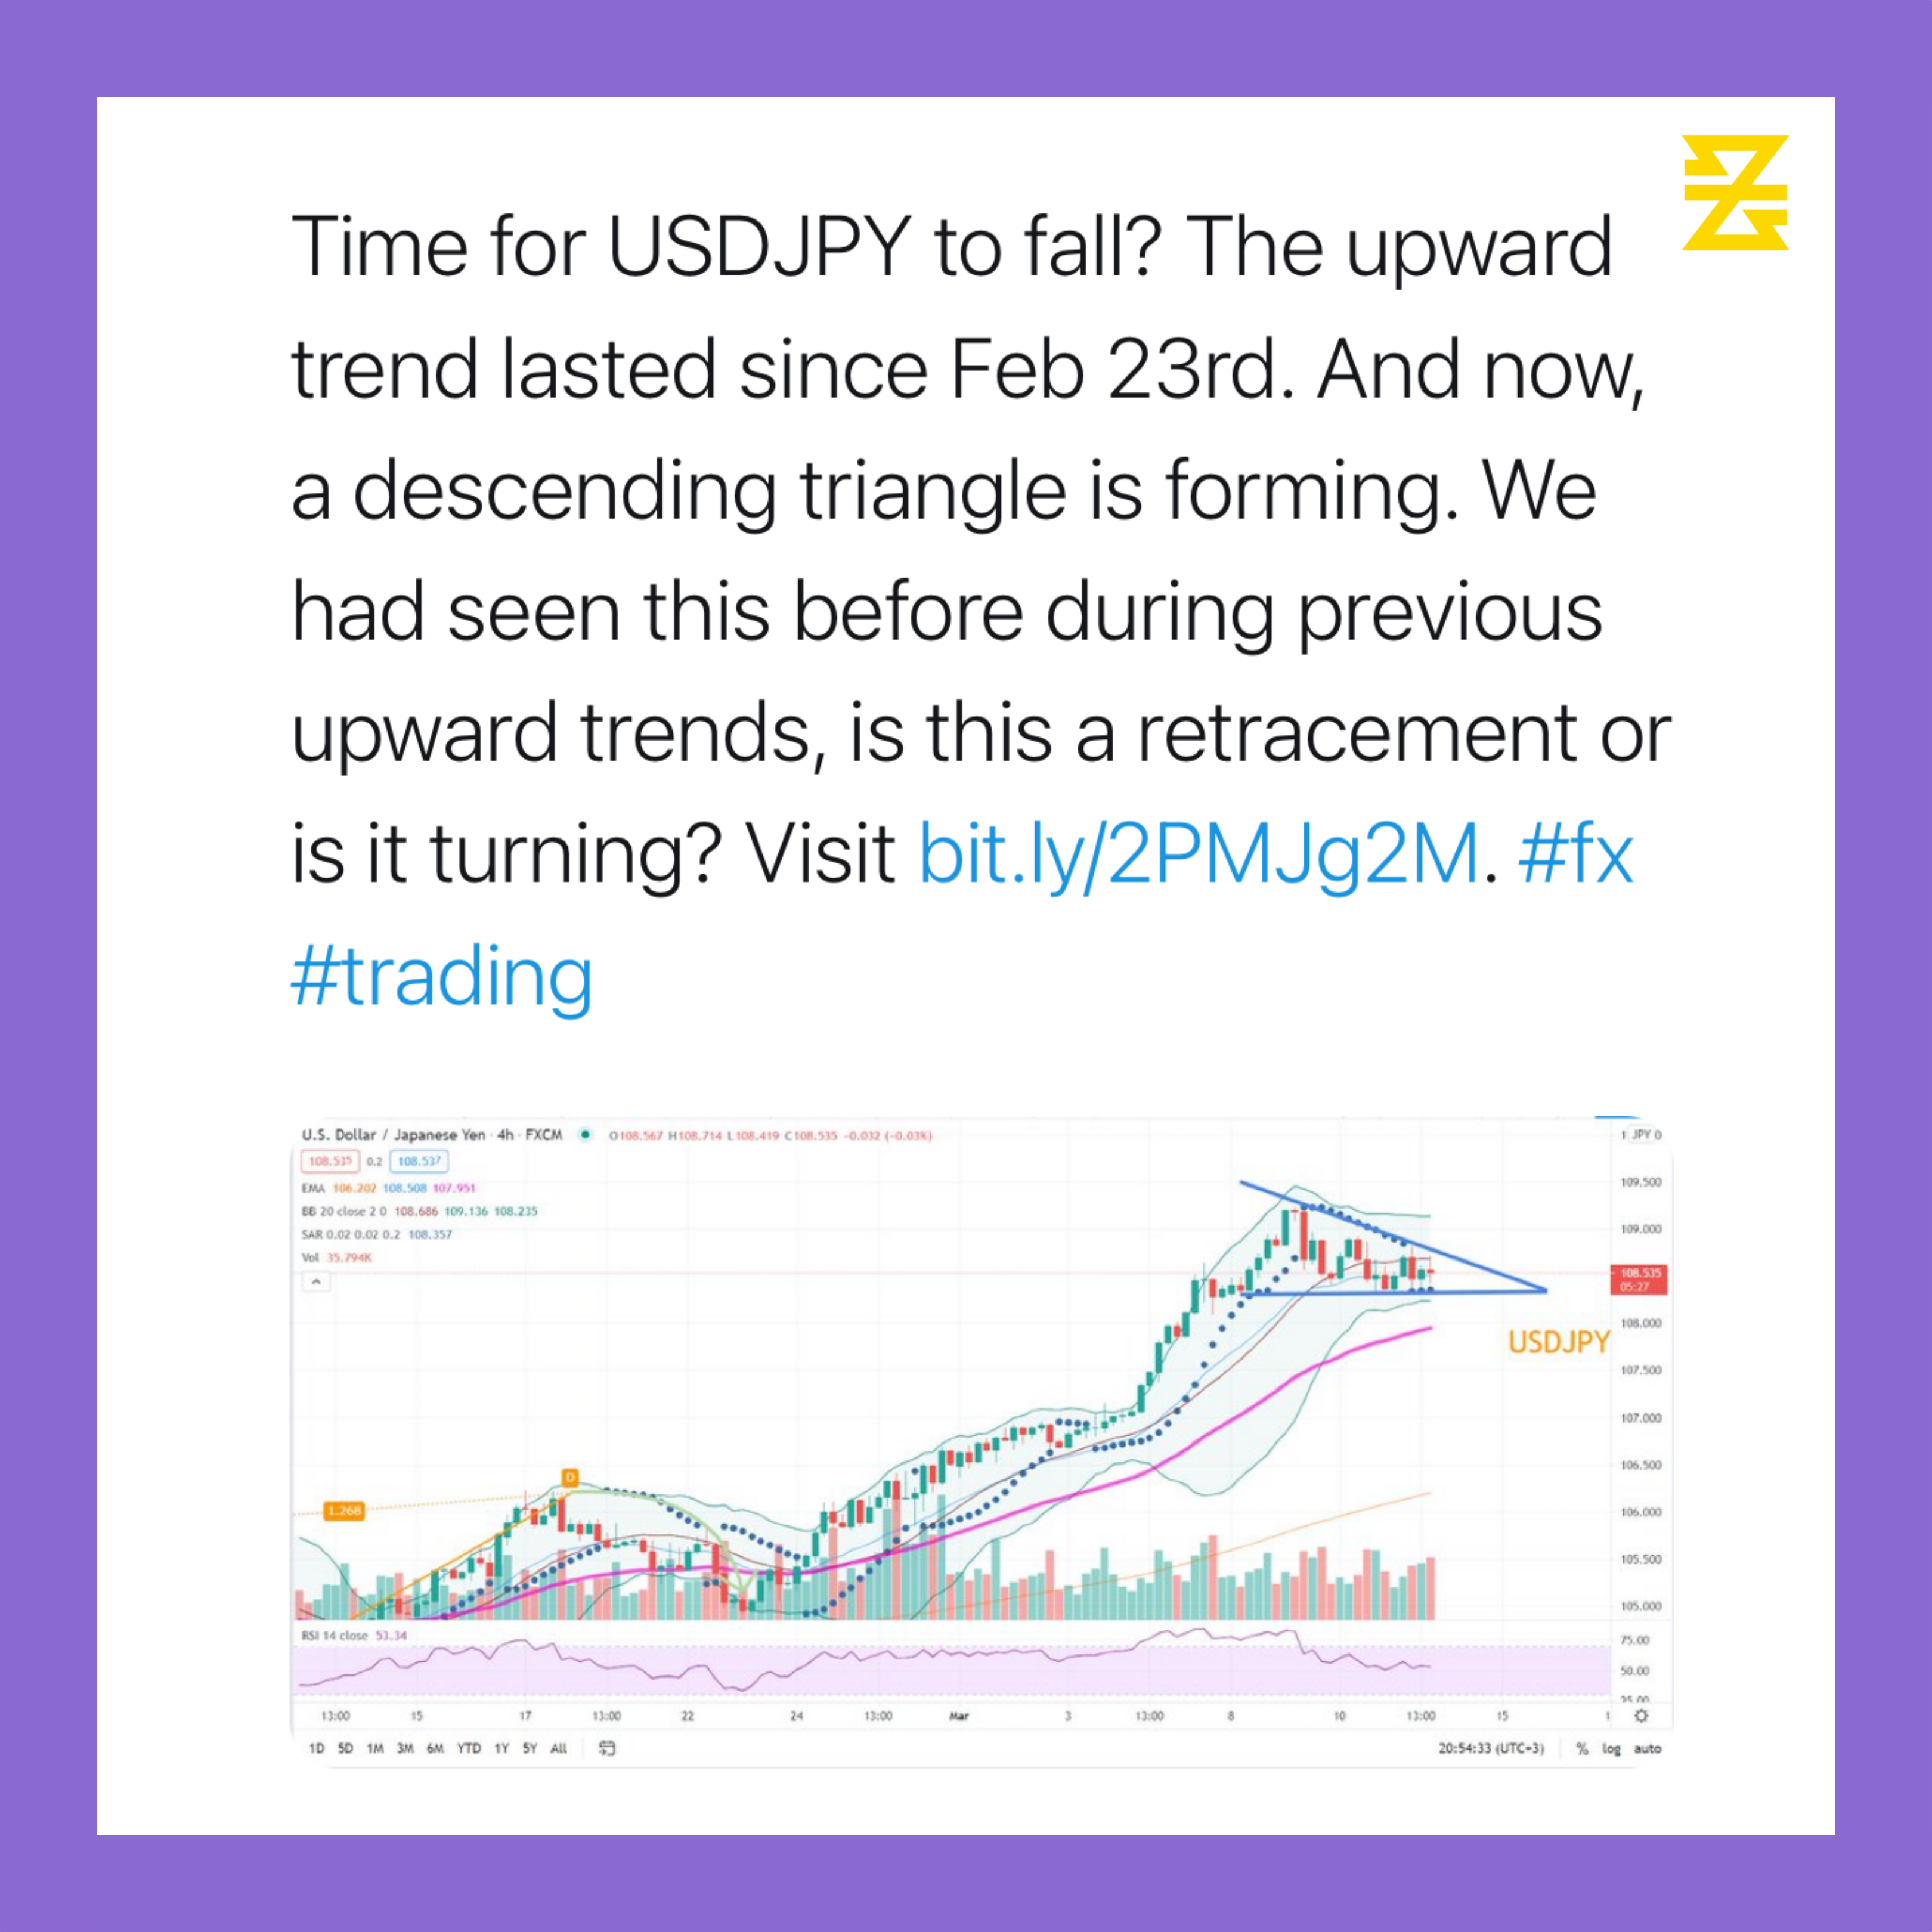 Time for USDJPY to fall? The upward
trend lasted since Feb 23rd. And now,
a descending triangle is forming. We
had seen this before during previous
upward trends, is this a retracement or
is it turning? Visit bit.ly/2PMJg2M. #fx
#trading
U.S. Dollar / Japanese Yen · 4h · FXCM O108.567 H108.714 L108.419 C108.535 -0.032 (-0.03%)
JPY
108.535 0.2 108.537
EMA 106.202 108.508 107.951
BB 20 close 2 0 108.686 109.136 108.235
SAR 0.02 0.02 0.2 108.357
Vol 35.794K
109.500
109.000
108.535
05:27
108.000
USDJPY
107.500
107.000
106.500
D
1.268
106.000
105.500
105.000
RSI 14 close 53.34
75.00
50.00
25.00
13:00 15 17 13:00 22 24 13:00 Mar 3 13:00 8 10 13:00 15
1D 5D 1M 3M 6M YTD 1Y 5Y All 20:54:33 (UTC+3) % log auto